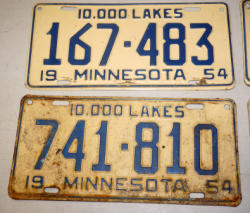 10,000 LAKES
167-483
19 MINNESOTA 54
10,000 LAKES
741-810
19 MINNESOTA 54